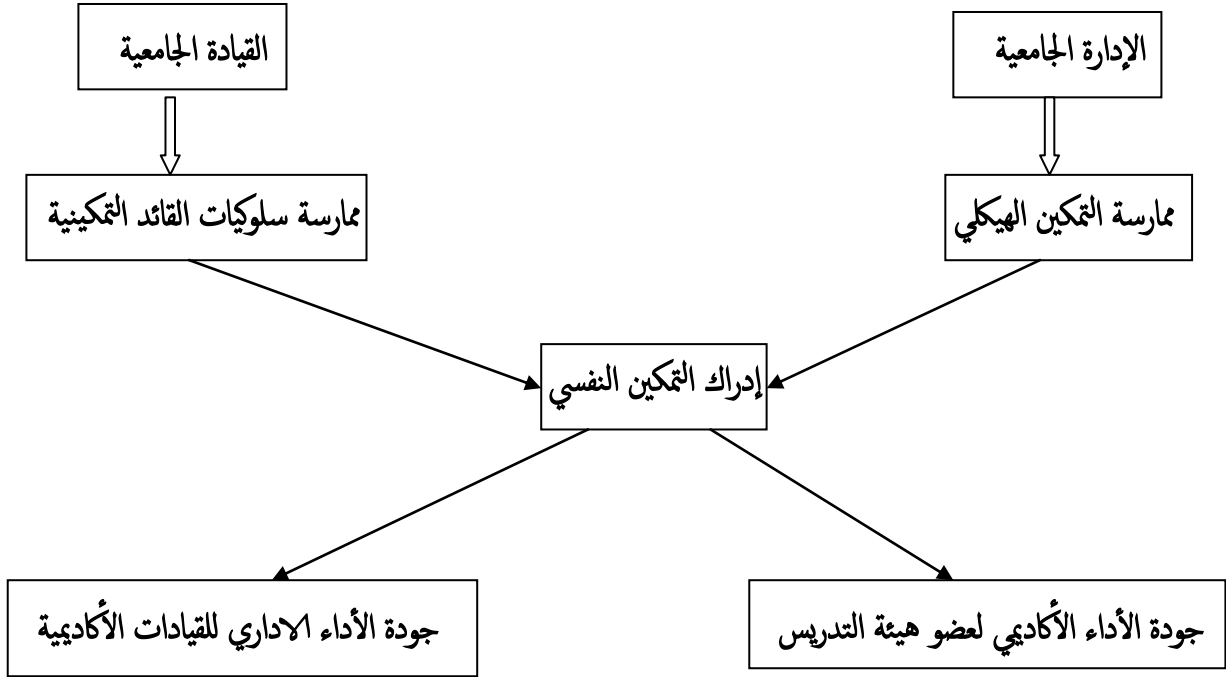 الإدارة الجامعية
القيادة الجامعية
ممارسة التمكين الهيكلي
ممارسة سلوكيات القائد التمكينية
إدراك التمكين النفسي
جودة الأداء الأكاديمي لعضو هيئة التدريس
جودة الأداء الاداري للقيادات الأكاديمية